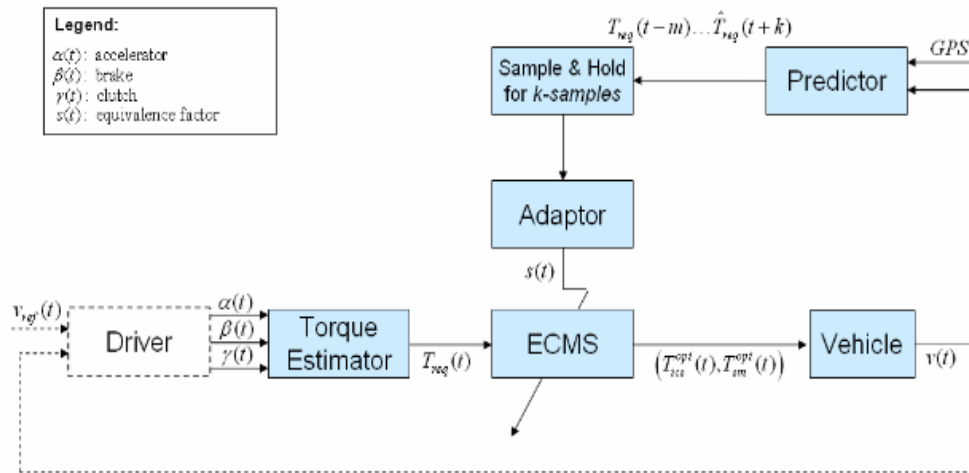 Legend:
α(t): accelerator
β(t): brake
γ(t): clutch
s(t): equivalence factor
T_req(t−m)…T̂_req(t+k)
GPS
Sample & Hold
for k-samples
Predictor
Adaptor
s(t)
v_ref(t)
Driver
α(t)
β(t)
γ(t)
Torque
Estimator
T_req(t)
ECMS
(T_ice^opt(t), T_em^opt(t))
Vehicle
v(t)